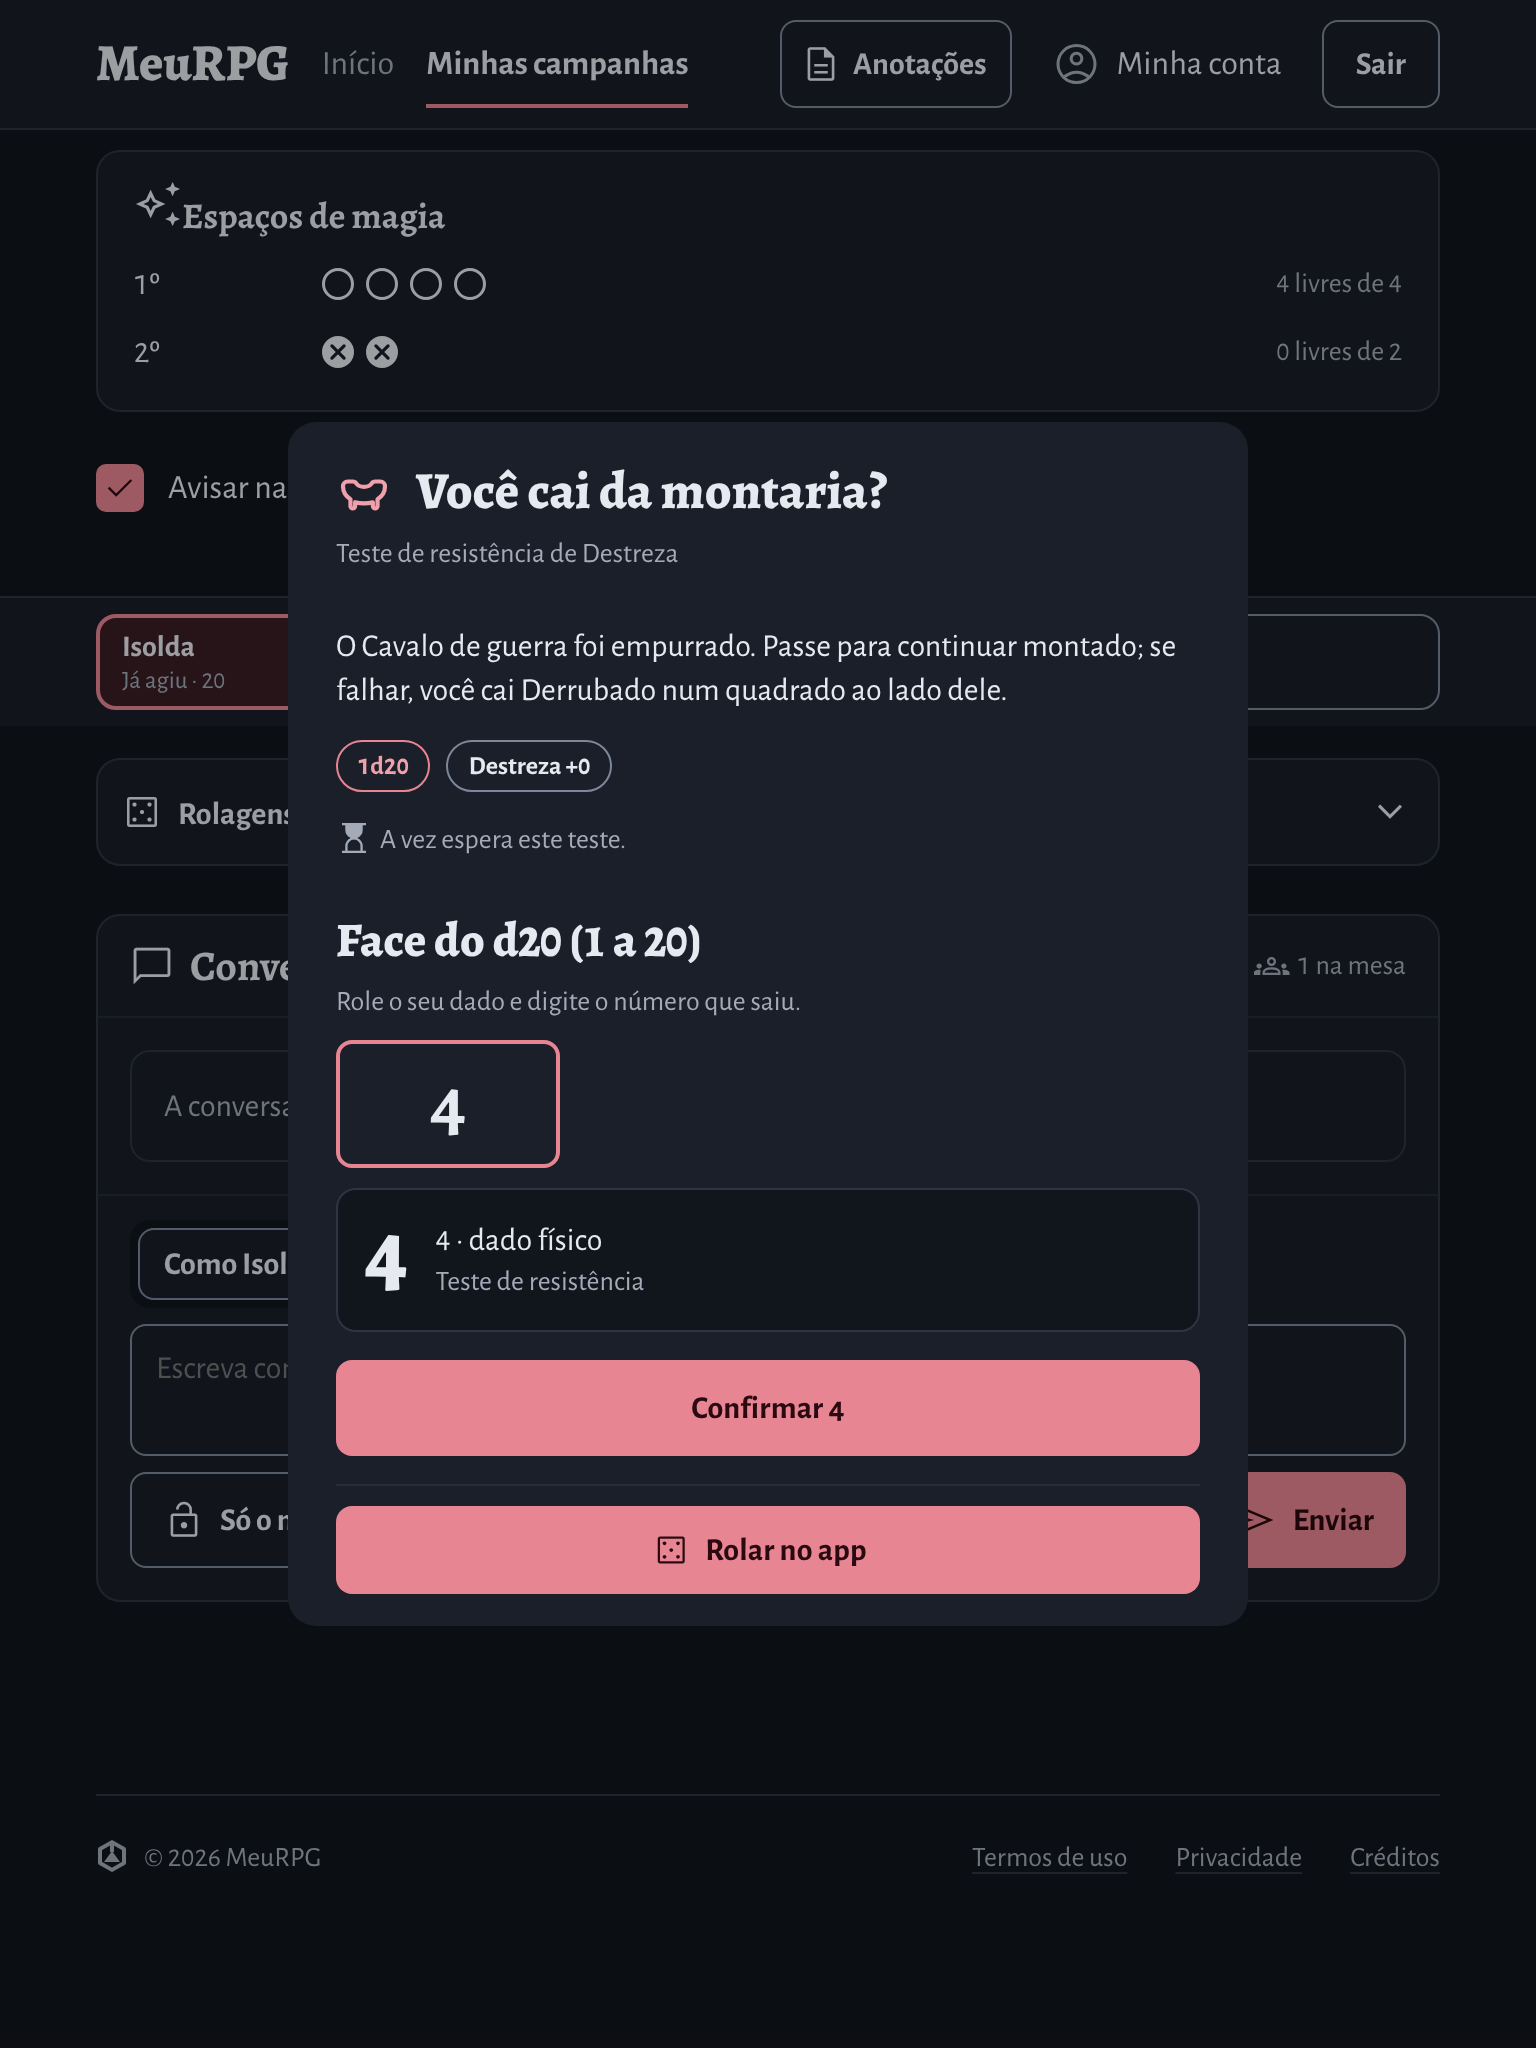 MeuRPG
Início
Minhas campanhas
Anotações
Minha conta
Sair
Espaços de magia
1º
4 livres de 4
2º
0 livres de 2
Avisar na
Você cai da montaria?
Teste de resistência de Destreza
O Cavalo de guerra foi empurrado. Passe para continuar montado; se
falhar, você cai Derrubado num quadrado ao lado dele.
1d20
Destreza +0
A vez espera este teste.
Face do d20 (1 a 20)
Role o seu dado e digite o número que saiu.
4
4
4 · dado físico
Teste de resistência
Confirmar 4
Rolar no app
Isolda
Já agiu · 20
Rolagens
Conve
1 na mesa
A conversa
Como Isol
Escreva con
Só o m
Enviar
© 2026 MeuRPG
Termos de uso
Privacidade
Créditos